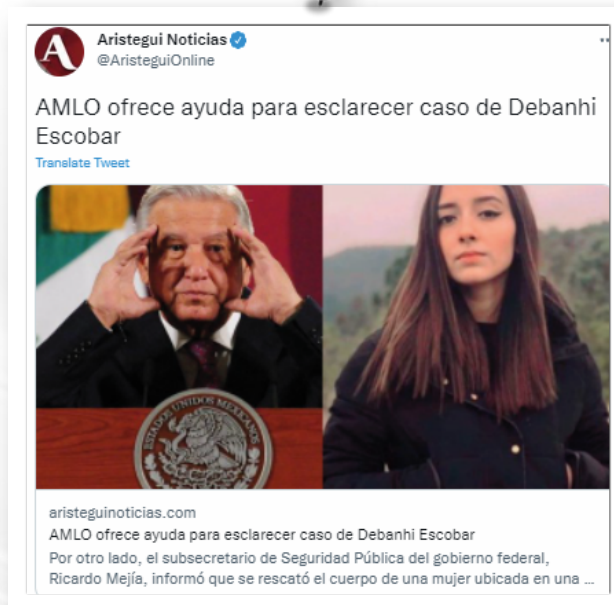 Aristegui Noticias
@AristeguiOnline
AMLO ofrece ayuda para esclarecer caso de Debanhi
Escobar
Translate Tweet
ESTADOS UNIDOS MEXICANOS
aristeguinoticias.com
AMLO ofrece ayuda para esclarecer caso de Debanhi Escobar
Por otro lado, el subsecretario de Seguridad Pública del gobierno federal,
Ricardo Mejía, informó que se rescató el cuerpo de una mujer ubicada en una ...